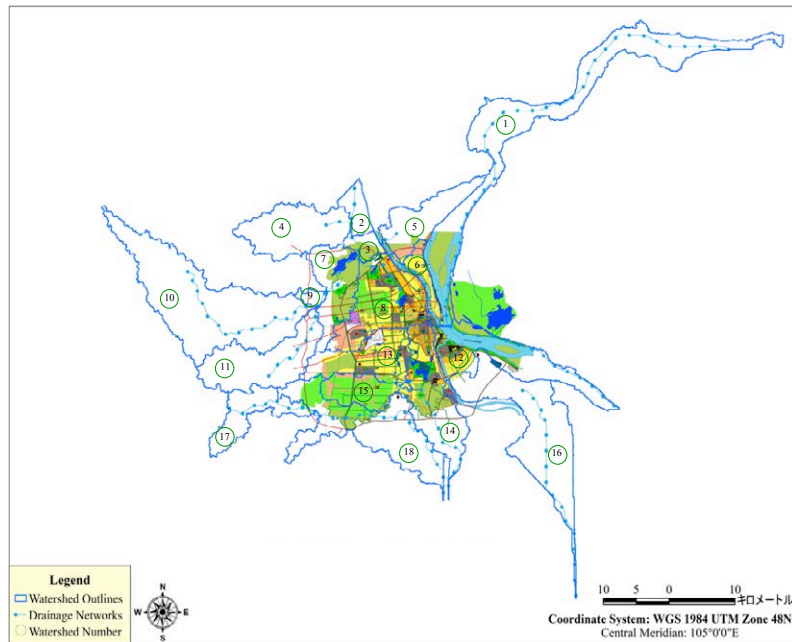 1
4
2
5
3
7
6
10
9
8
11
13
12
15
17
14
18
16
Legend
Watershed Outlines
Drainage Networks
Watershed Number
N
W E
S
10 5 0 10
キロメートル
Coordinate System: WGS 1984 UTM Zone 48N
Central Meridian: 105°0'0"E